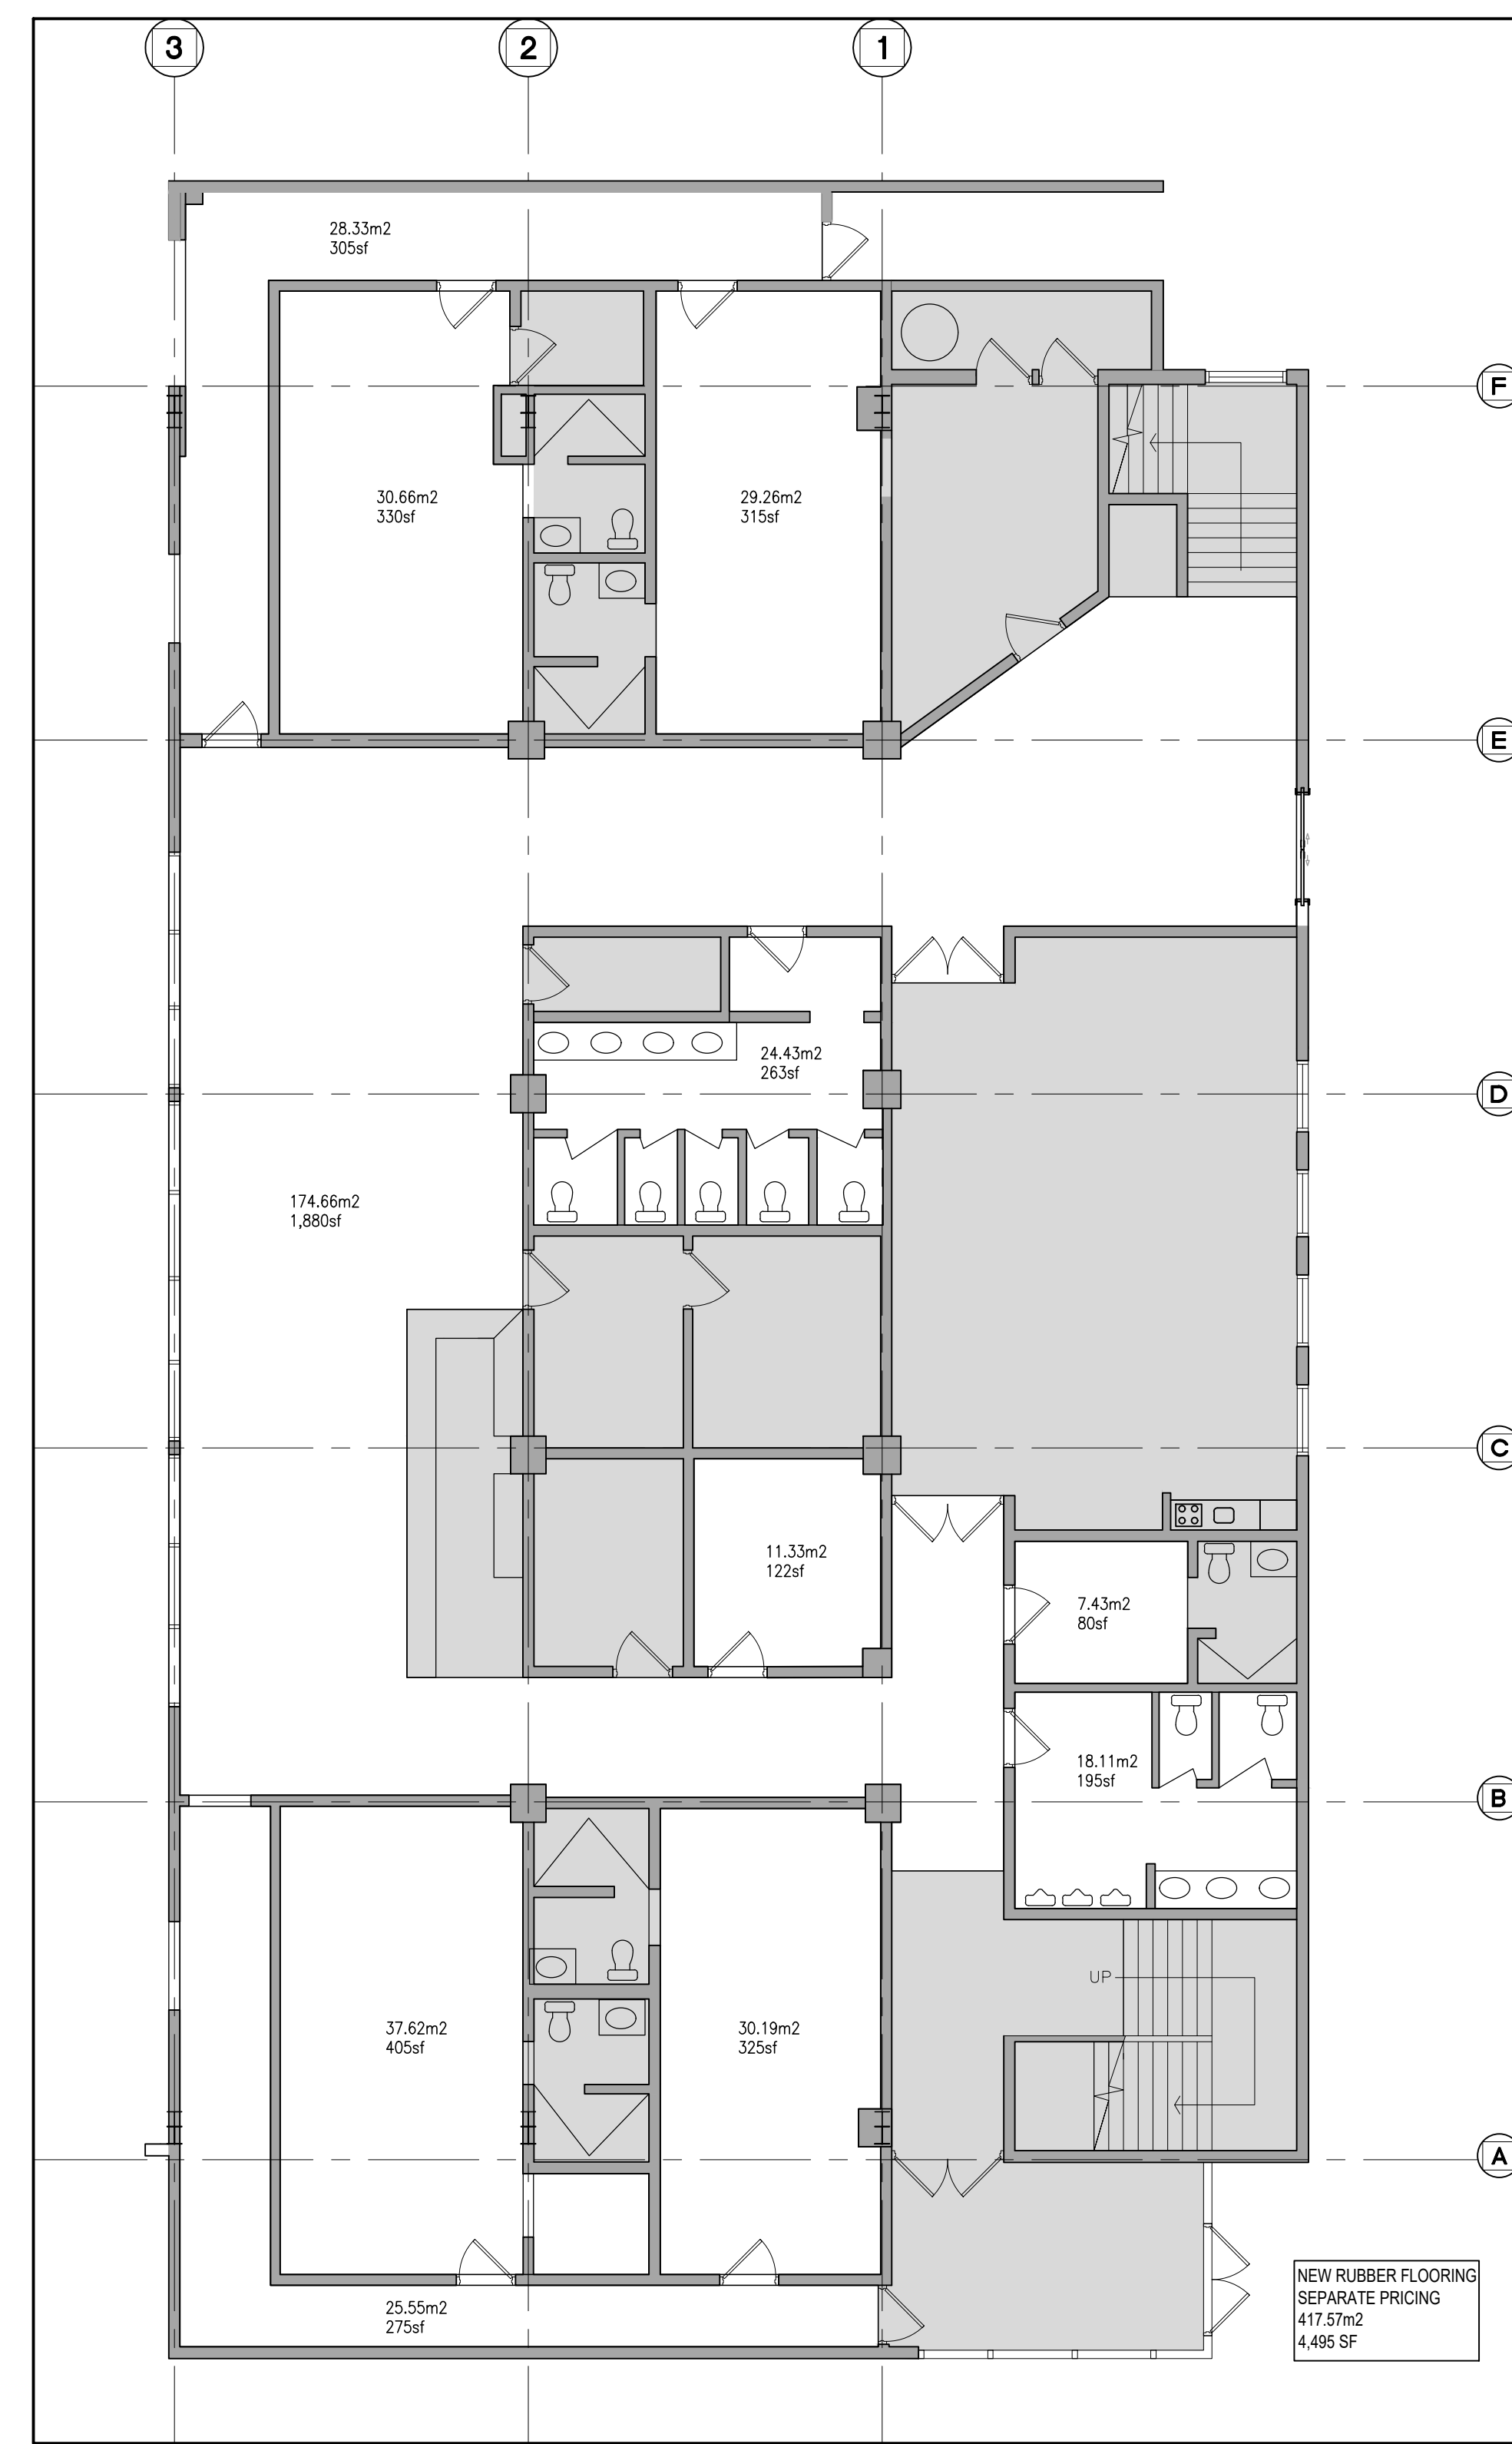 3
2
1
28.33m2
305sf
F
30.66m2
330sf
29.26m2
315sf
E
24.43m2
263sf
D
174.66m2
1,880sf
C
11.33m2
122sf
7.43m2
80sf
18.11m2
195sf
B
UP
37.62m2
405sf
30.19m2
325sf
A
25.55m2
275sf
NEW RUBBER FLOORING
SEPARATE PRICING
417.57m2
4,495 SF